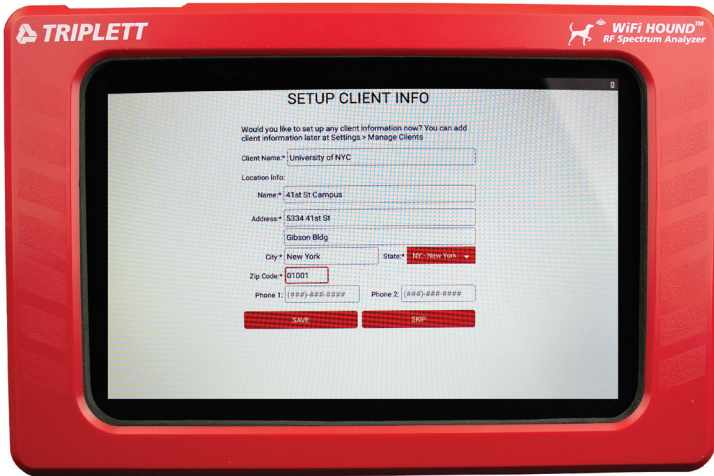 TRIPLETT
WiFi HOUND™
RF Spectrum Analyzer
SETUP CLIENT INFO
Would you like to set up any client information now? You can add
client information later at Settings > Manage Clients
Client Name:* University of NYC
Location Info:
Name:* 41st St Campus
Address:* 5334 41st St
Gibson Bldg
City:* New York State:* NY - New York
Zip Code:* 01001
Phone 1: (###)-###-#### Phone 2: (###)-###-####
SAVE SKIP